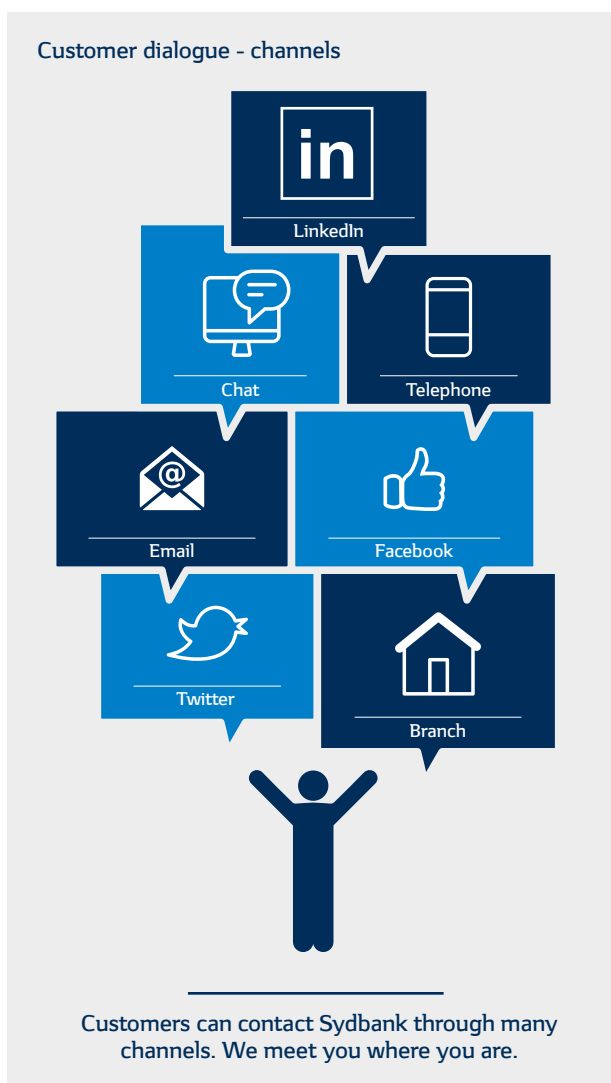 Customer dialogue - channels
in
LinkedIn
Chat
Telephone
@
Email
Facebook
Twitter
Branch
Customers can contact Sydbank through many
channels. We meet you where you are.